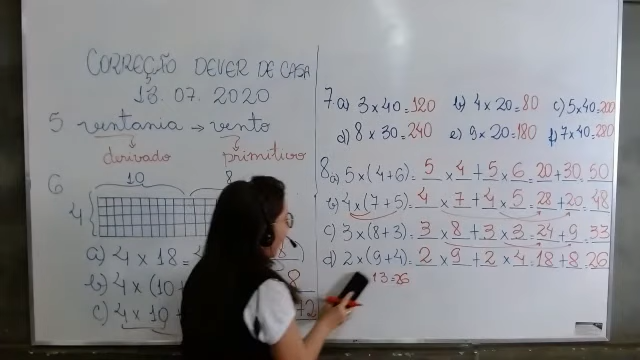 CORREÇÃO DEVER DE CASA
13.07.2020
5 ventania → vento
derivado primitivo
6
10 8
4
a) 4 x 18 =
b) 4 x (10 + 8
c) 4 x 10 + 72
7. a) 3 x 40 = 120 b) 4 x 20 = 80 c) 5 x 40 = 200
d) 8 x 30 = 240 e) 9 x 20 = 180 f) 7 x 40 = 280
8 a) 5 x (4 + 6) = 5 x 4 + 5 x 6 = 20 + 30 = 50
b) 4 x (7 + 5) = 4 x 7 + 4 x 5 = 28 + 20 = 48
c) 3 x (8 + 3) = 3 x 8 + 3 x 3 = 24 + 9 = 33
d) 2 x (9 + 4) = 2 x 9 + 2 x 4 = 18 + 8 = 26
13 = 26